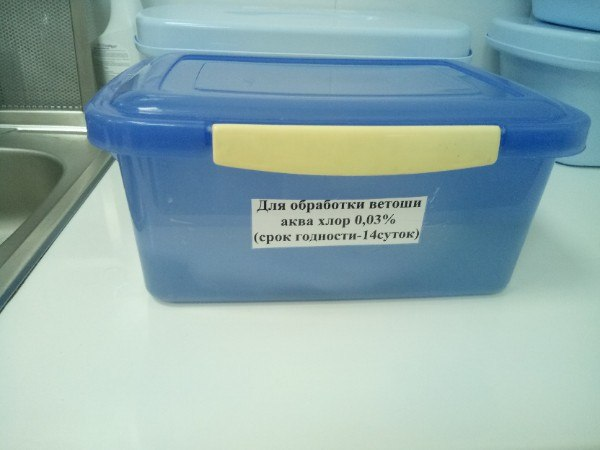 Для обработки ветоши
аква хлор 0,03%
(срок годности-14суток)